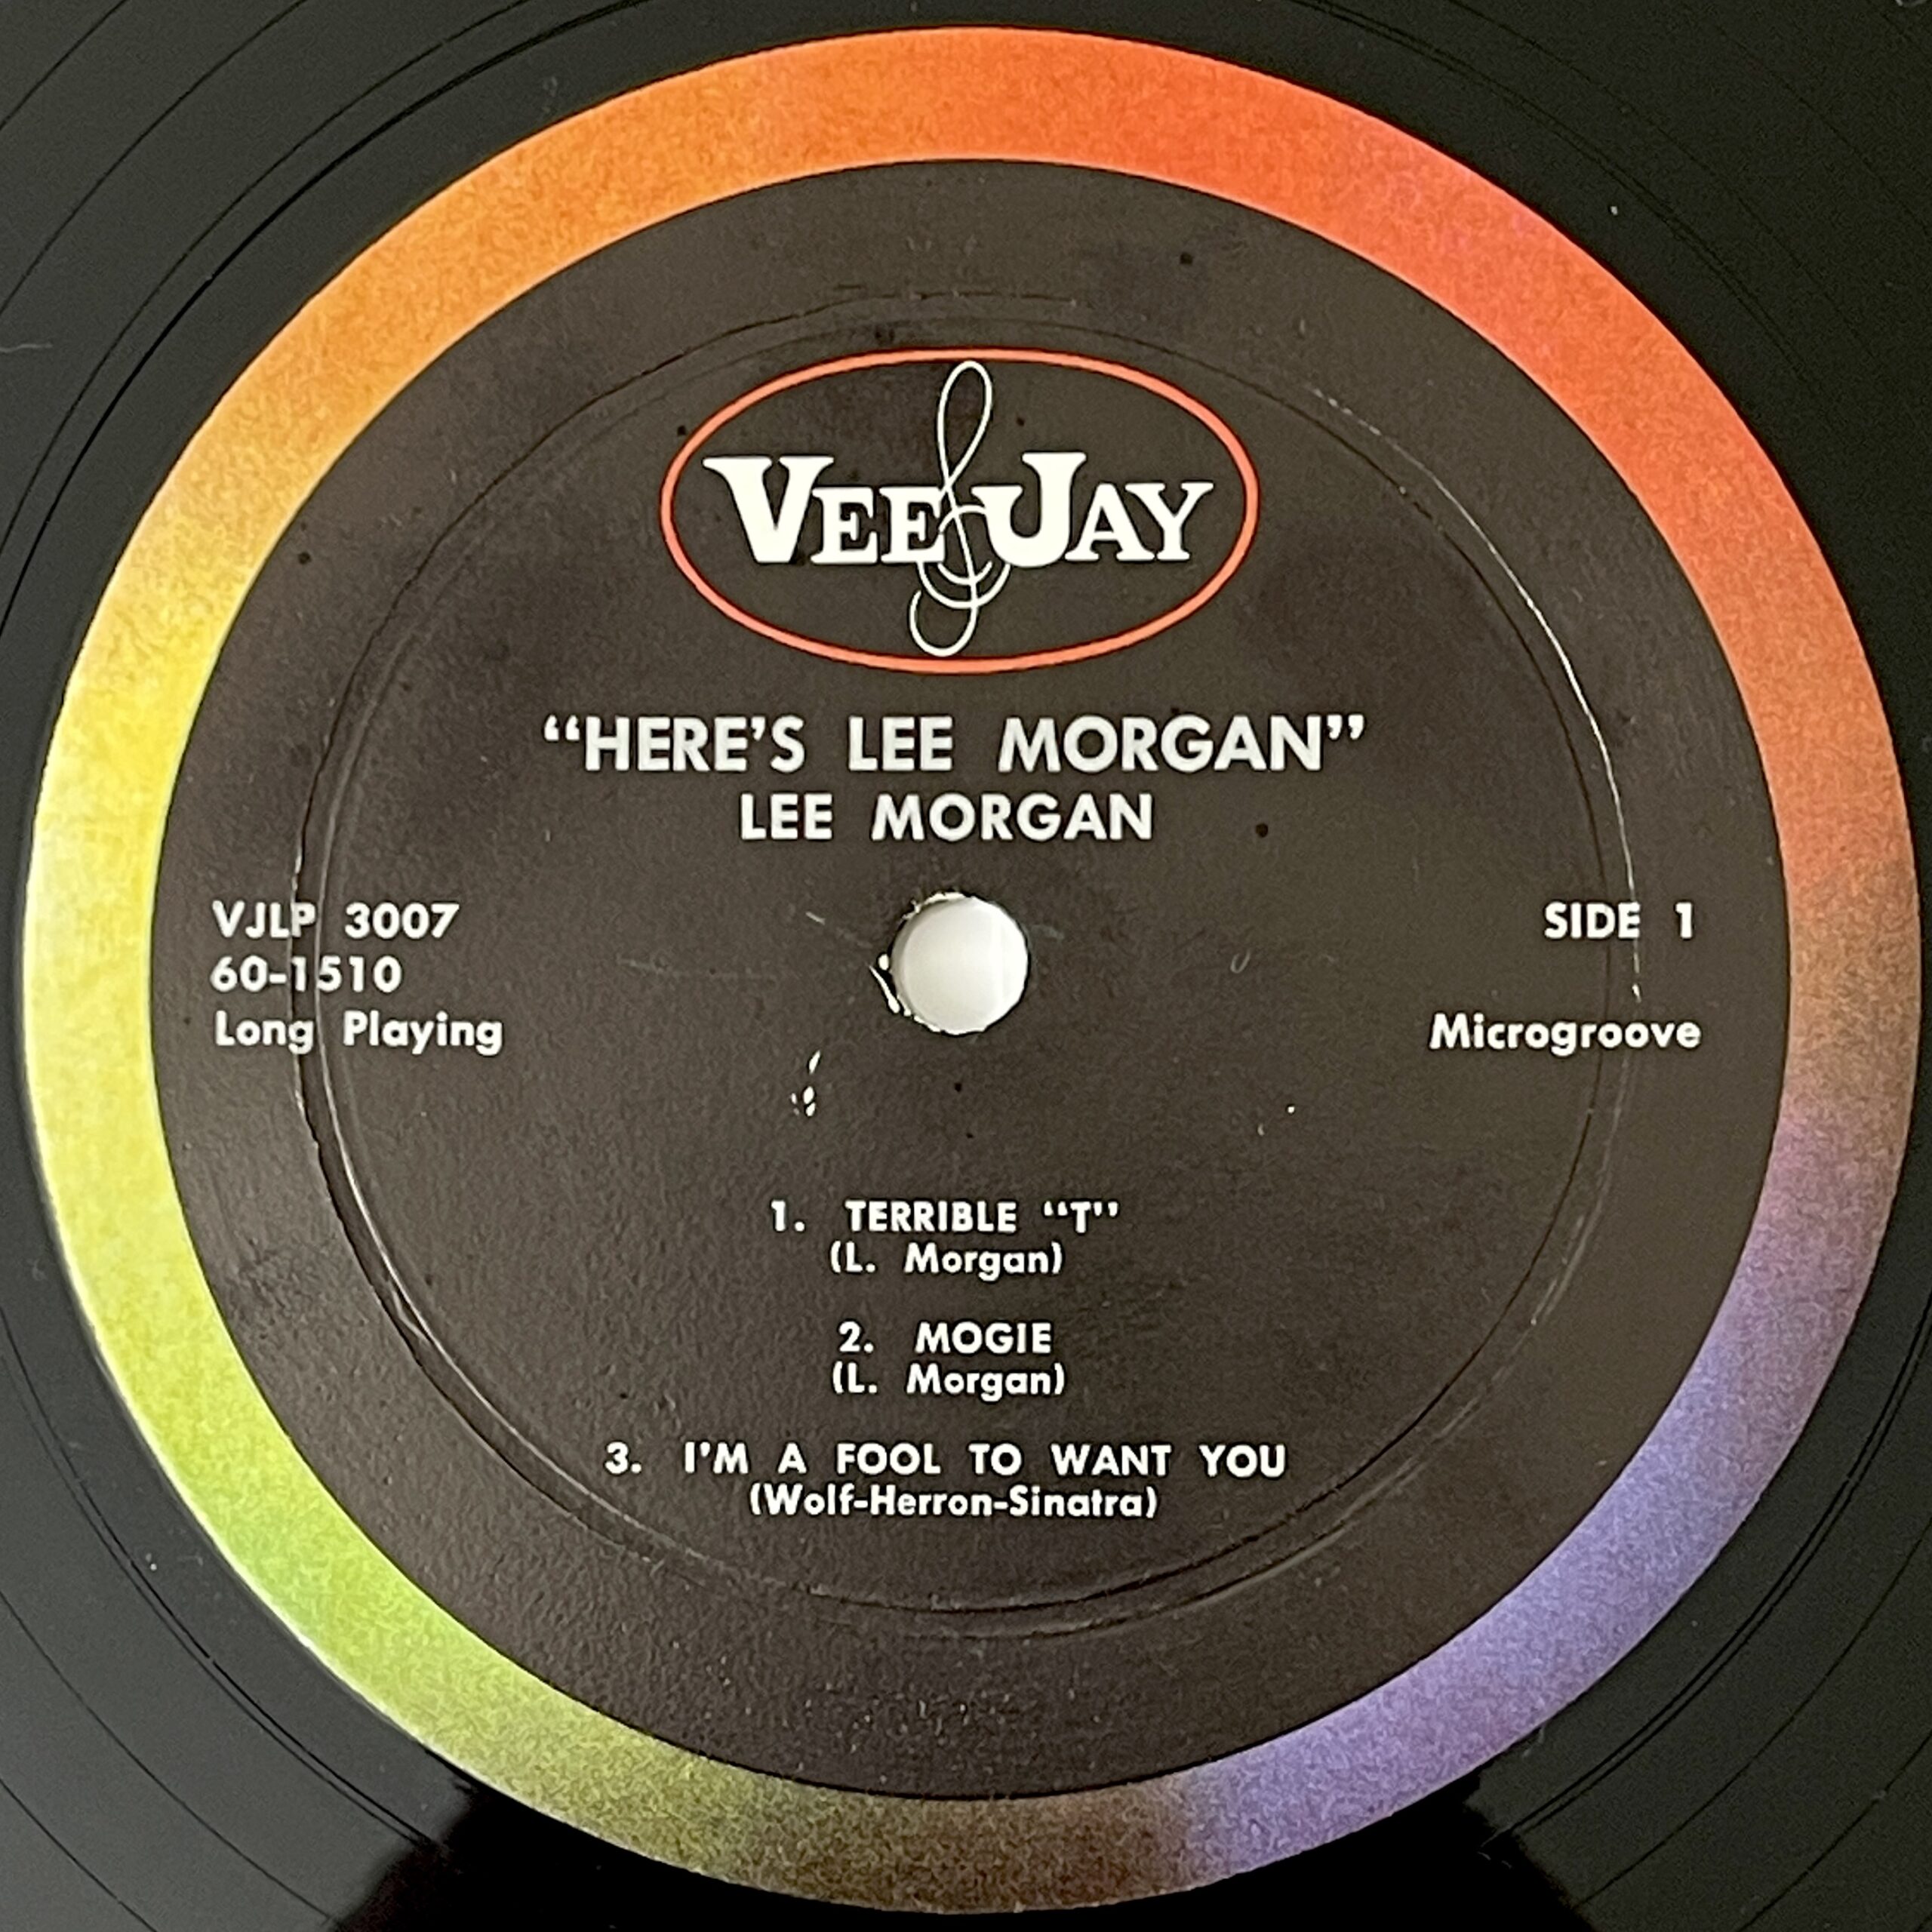 VEE JAY
“HERE’S LEE MORGAN”
LEE MORGAN
VJLP 3007
60-1510
Long Playing
SIDE 1
Microgroove
1. TERRIBLE “T”
(L. Morgan)
2. MOGIE
(L. Morgan)
3. I’M A FOOL TO WANT YOU
(Wolf-Herron-Sinatra)